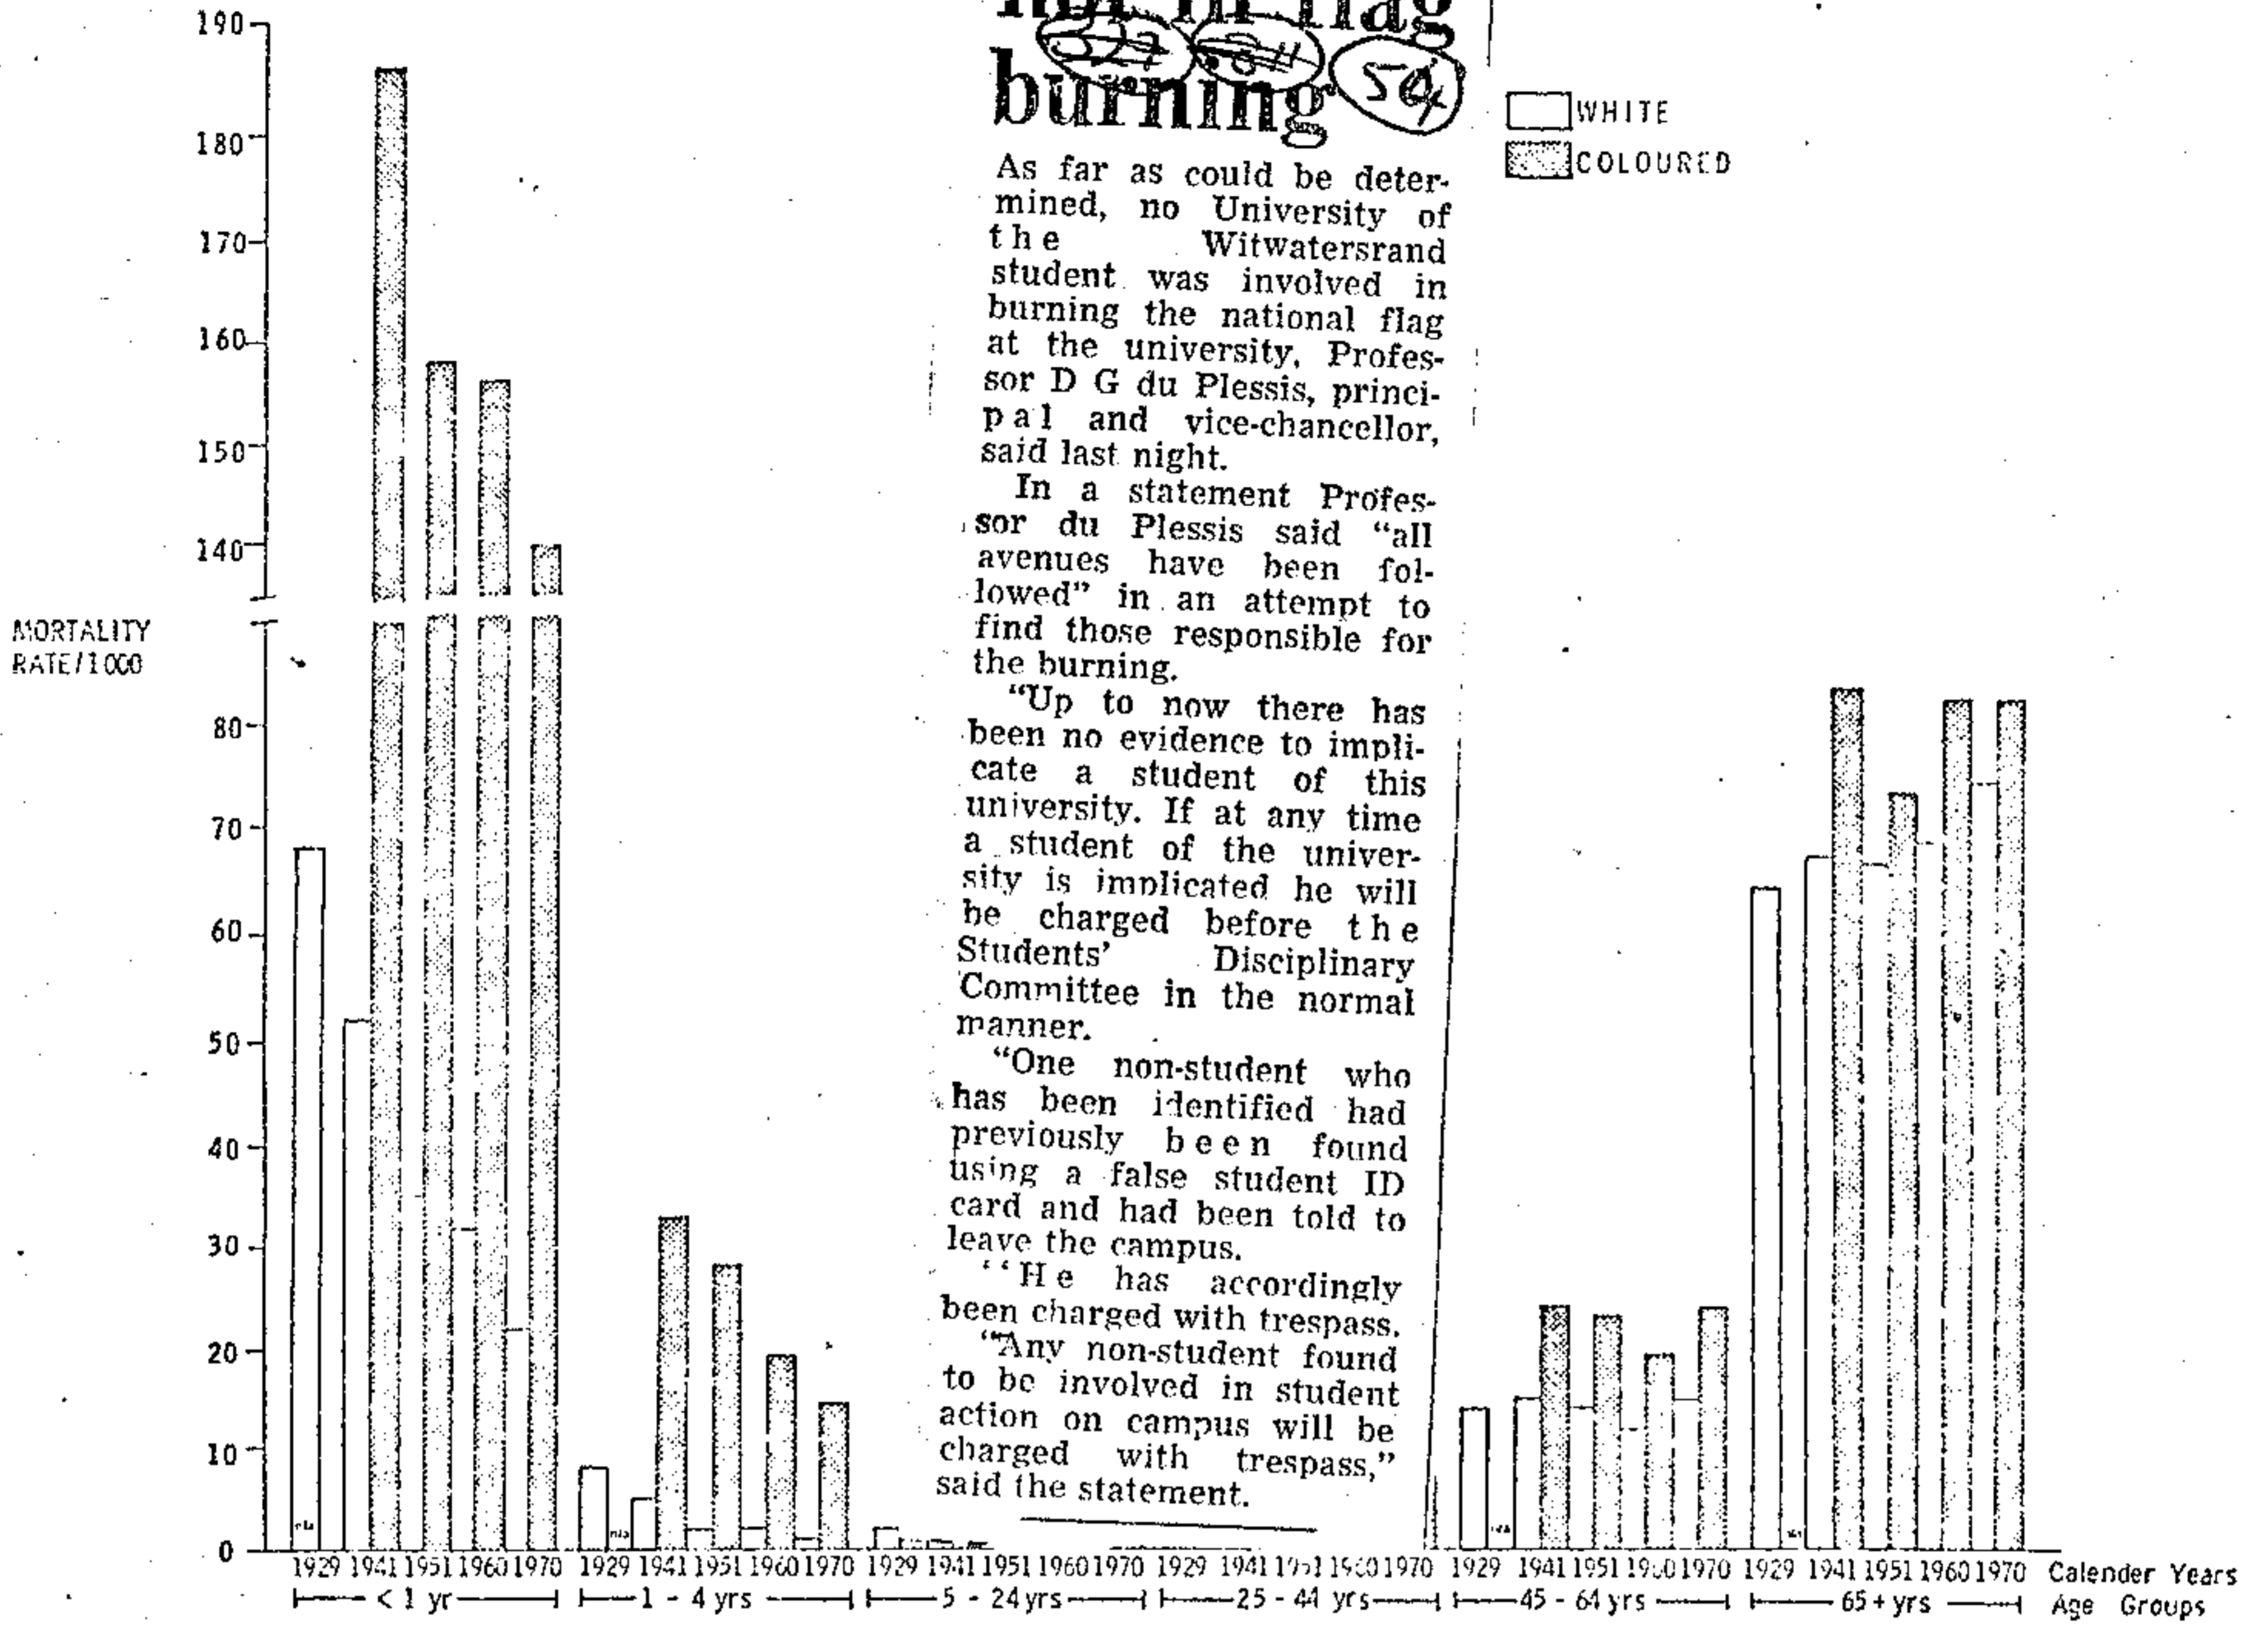 190
180
170
160
150
140
MORTALITY
RATE/1000
80
70
60
50
40
30
20
10
0
not in flag
burning
54
WHITE
COLOURED
As far as could be deter-
mined, no University of
the Witwatersrand
student was involved in
burning the national flag
at the university, Profes-
sor D G du Plessis, princi-
pal and vice-chancellor,
said last night.
In a statement Profes-
sor du Plessis said “all
avenues have been fol-
lowed” in an attempt to
find those responsible for
the burning.
“Up to now there has
been no evidence to impli-
cate a student of this
university. If at any time
a student of the univer-
sity is implicated he will
be charged before the
Students’ Disciplinary
Committee in the normal
manner.
“One non-student who
has been identified had
previously been found
using a false student ID
card and had been told to
leave the campus.
‘‘He has accordingly
been charged with trespass.
“Any non-student found
to be involved in student
action on campus will be
charged with trespass,”
said the statement.
n/a n/a n/a
1929 1941 1951 1960 1970 1929 1941 1951 1960 1970 1929 1941 1951 1960 1970 1929 1941 1951 1960 1970 1929 1941 1951 1960 1970 1929 1941 1951 1960 1970 Calender Years
< 1 yr 1 - 4 yrs 5 - 24 yrs 25 - 44 yrs 45 - 64 yrs 65 + yrs Age Groups